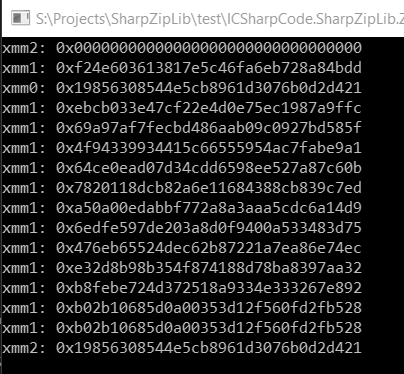 S:\Projects\SharpZipLib\test\ICSharpCode.SharpZipLib.Z
xmm2: 0x00000000000000000000000000000000
xmm1: 0xf24e603613817e5c46fa6eb728a84bdd
xmm0: 0x19856308544e5cb8961d3076b0d2d421
xmm1: 0xebcb033e47cf22e4d0e75ec1987a9ffc
xmm1: 0x69a97af7fecbd486aab09c0927bd585f
xmm1: 0x4f94339934415c66555954ac7fabe9a1
xmm1: 0x64ce0ead07d34cdd6598ee527a87c60b
xmm1: 0x7820118dcb82a6e11684388cb839c7ed
xmm1: 0xa50a00edabbf772a8a3aaa5cdc6a14d9
xmm1: 0x6edfe597de203a8d0f9400a533483d75
xmm1: 0x476eb65524dec62b87221a7ea86e74ec
xmm1: 0xe32d8b98b354f874188d78ba8397aa32
xmm1: 0xb8febe724d372518a9334e333267e892
xmm1: 0xb02b10685d0a00353d12f560fd2fb528
xmm1: 0xb02b10685d0a00353d12f560fd2fb528
xmm2: 0x19856308544e5cb8961d3076b0d2d421